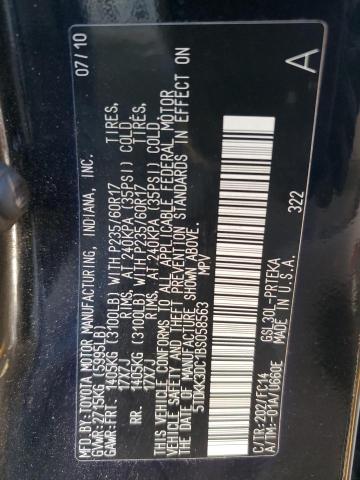 MFD.BY:TOYOTA MOTOR MANUFACTURING, INDIANA, INC. 07/10
GVWR:2715KG(5995LB)
GAWR:FRT. 1405KG (3100LB) WITH P235/60R17 TIRES,
17X7J RIMS, AT 240KPA (35PSI) COLD
RR. 1405KG (3100LB) WITH P235/60R17 TIRES,
17X7J RIMS, AT 240KPA (35PSI) COLD
THIS VEHICLE CONFORMS TO ALL APPLICABLE FEDERAL MOTOR
VEHICLE SAFETY AND THEFT PREVENTION STANDARDS IN EFFECT ON
THE DATE OF MANUFACTURE SHOWN ABOVE.
5TDKK3DC1BS058563 MPV
322 A
C/TR:202/FC14 GSL30L-PRTEKA
A/TM:-01A/U660E MADE IN U.S.A.